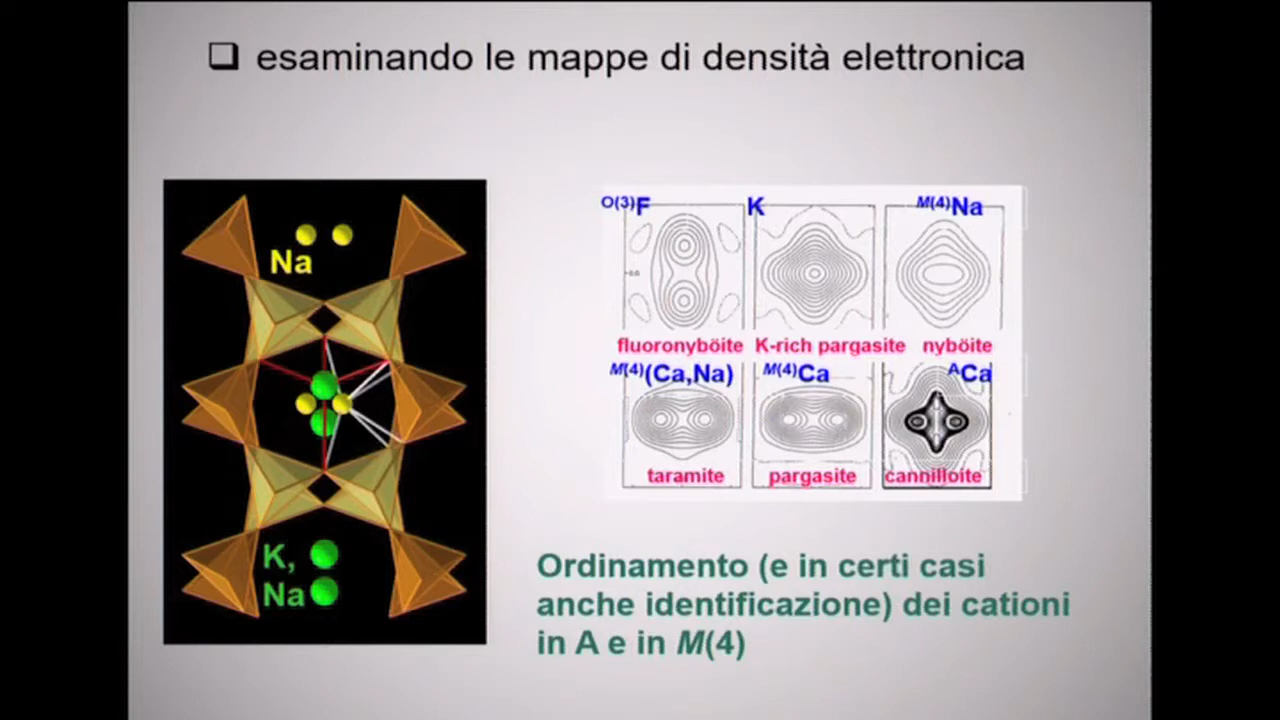 esaminando le mappe di densità elettronica
Na
K,
Na
O(3)F K M(4)Na
fluoronyböite K-rich pargasite nyböite
M(4)(Ca,Na) M(4)Ca ACa
taramite pargasite cannilloite
Ordinamento (e in certi casi
anche identificazione) dei cationi
in A e in M(4)